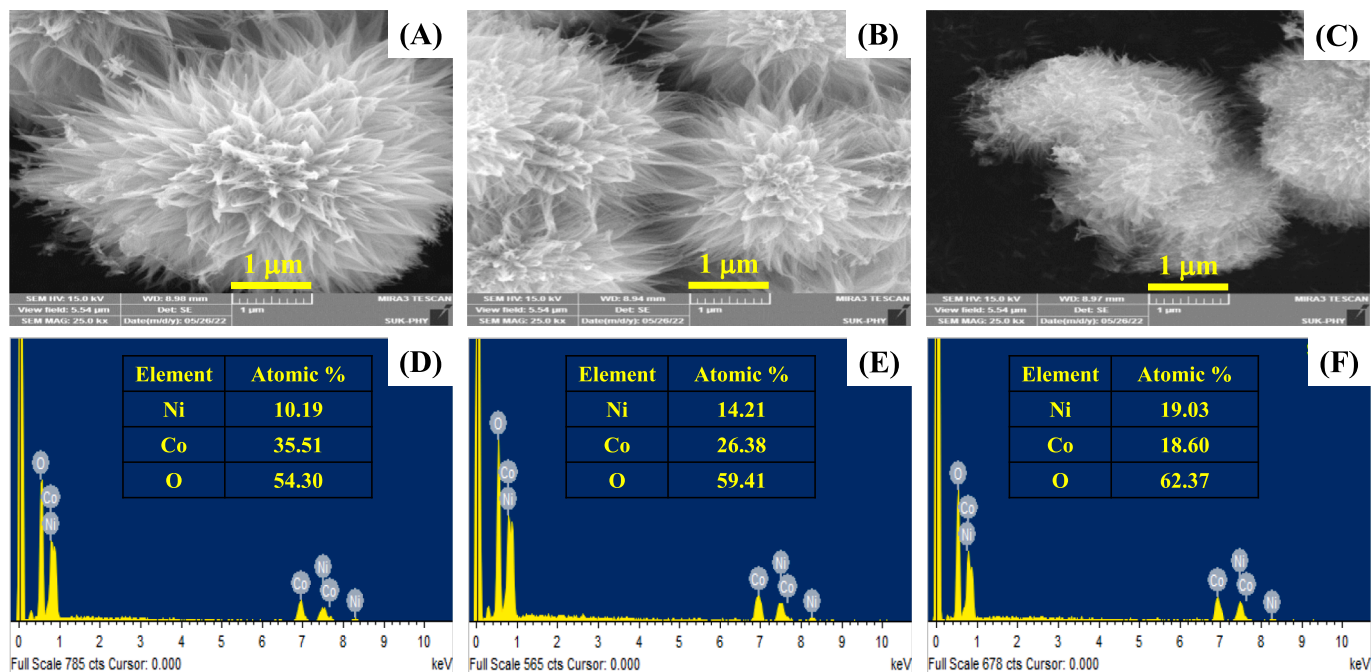 (A)
1 μm
SEM HV: 15.0 kV WD: 8.98 mm MIRA3 TESCAN
View field: 5.54 μm Det: SE 1 μm
SEM MAG: 25.0 kx Date(m/d/y): 05/26/22 SUK-PHY
(B)
1 μm
SEM HV: 15.0 kV WD: 8.94 mm MIRA3 TESCAN
View field: 5.54 μm Det: SE 1 μm
SEM MAG: 25.0 kx Date(m/d/y): 05/26/22 SUK-PHY
(C)
1 μm
SEM HV: 15.0 kV WD: 8.97 mm MIRA3 TESCAN
View field: 5.54 μm Det: SE 1 μm
SEM MAG: 25.0 kx Date(m/d/y): 05/26/22 SUK-PHY
(D)
Element Atomic %
Ni 10.19
Co 35.51
O 54.30
O
Co
Ni
Co
Ni
Co
Ni
0 1 2 3 4 5 6 7 8 9 10
Full Scale 785 cts Cursor: 0.000 keV
(E)
Element Atomic %
Ni 14.21
Co 26.38
O 59.41
O
Co
Ni
Co
Ni
Co
Ni
0 1 2 3 4 5 6 7 8 9 10
Full Scale 565 cts Cursor: 0.000 keV
(F)
Element Atomic %
Ni 19.03
Co 18.60
O 62.37
O
Co
Ni
Co
Ni
Co
Ni
0 1 2 3 4 5 6 7 8 9 10
Full Scale 678 cts Cursor: 0.000 keV